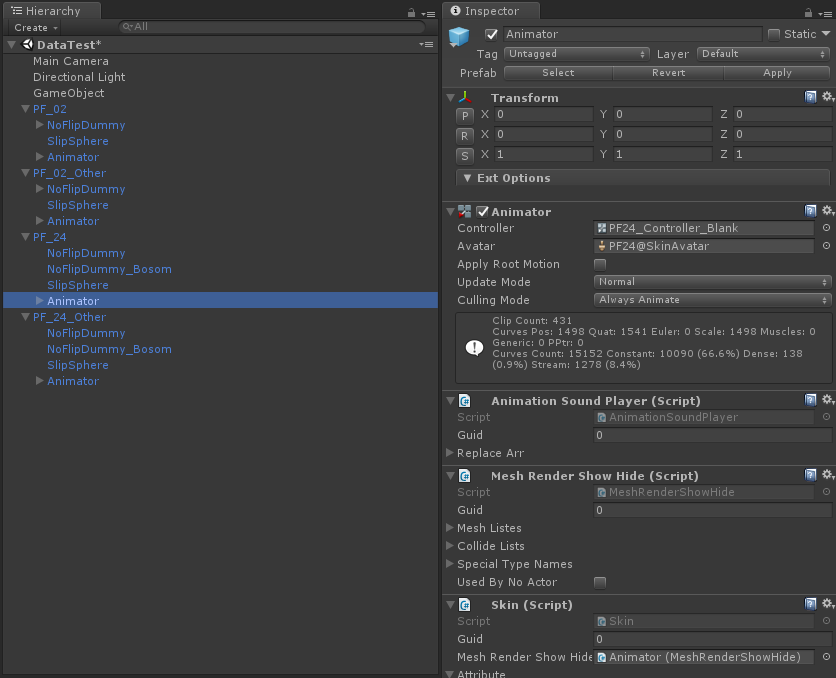 Hierarchy
Create
All
DataTest*
Main Camera
Directional Light
GameObject
PF_02
NoFlipDummy
SlipSphere
Animator
PF_02_Other
NoFlipDummy
SlipSphere
Animator
PF_24
NoFlipDummy
NoFlipDummy_Bosom
SlipSphere
Animator
PF_24_Other
NoFlipDummy
NoFlipDummy_Bosom
SlipSphere
Animator
Inspector
Animator Static
Tag Untagged Layer Default
Prefab Select Revert Apply
Transform
P X 0 Y 0 Z 0
R X 0 Y 0 Z 0
S X 1 Y 1 Z 1
Ext Options
Animator
Controller PF24_Controller_Blank
Avatar PF24@SkinAvatar
Apply Root Motion
Update Mode Normal
Culling Mode Always Animate
Clip Count: 431
Curves Pos: 1498 Quat: 1541 Euler: 0 Scale: 1498 Muscles: 0
Generic: 0 PPtr: 0
Curves Count: 15152 Constant: 10090 (66.6%) Dense: 138
(0.9%) Stream: 1278 (8.4%)
Animation Sound Player (Script)
Script AnimationSoundPlayer
Guid 0
Replace Arr
Mesh Render Show Hide (Script)
Script MeshRenderShowHide
Guid 0
Mesh Listes
Collide Lists
Special Type Names
Used By No Actor
Skin (Script)
Script Skin
Guid 0
Mesh Render Show Hide Animator (MeshRenderShowHide)
Attribute